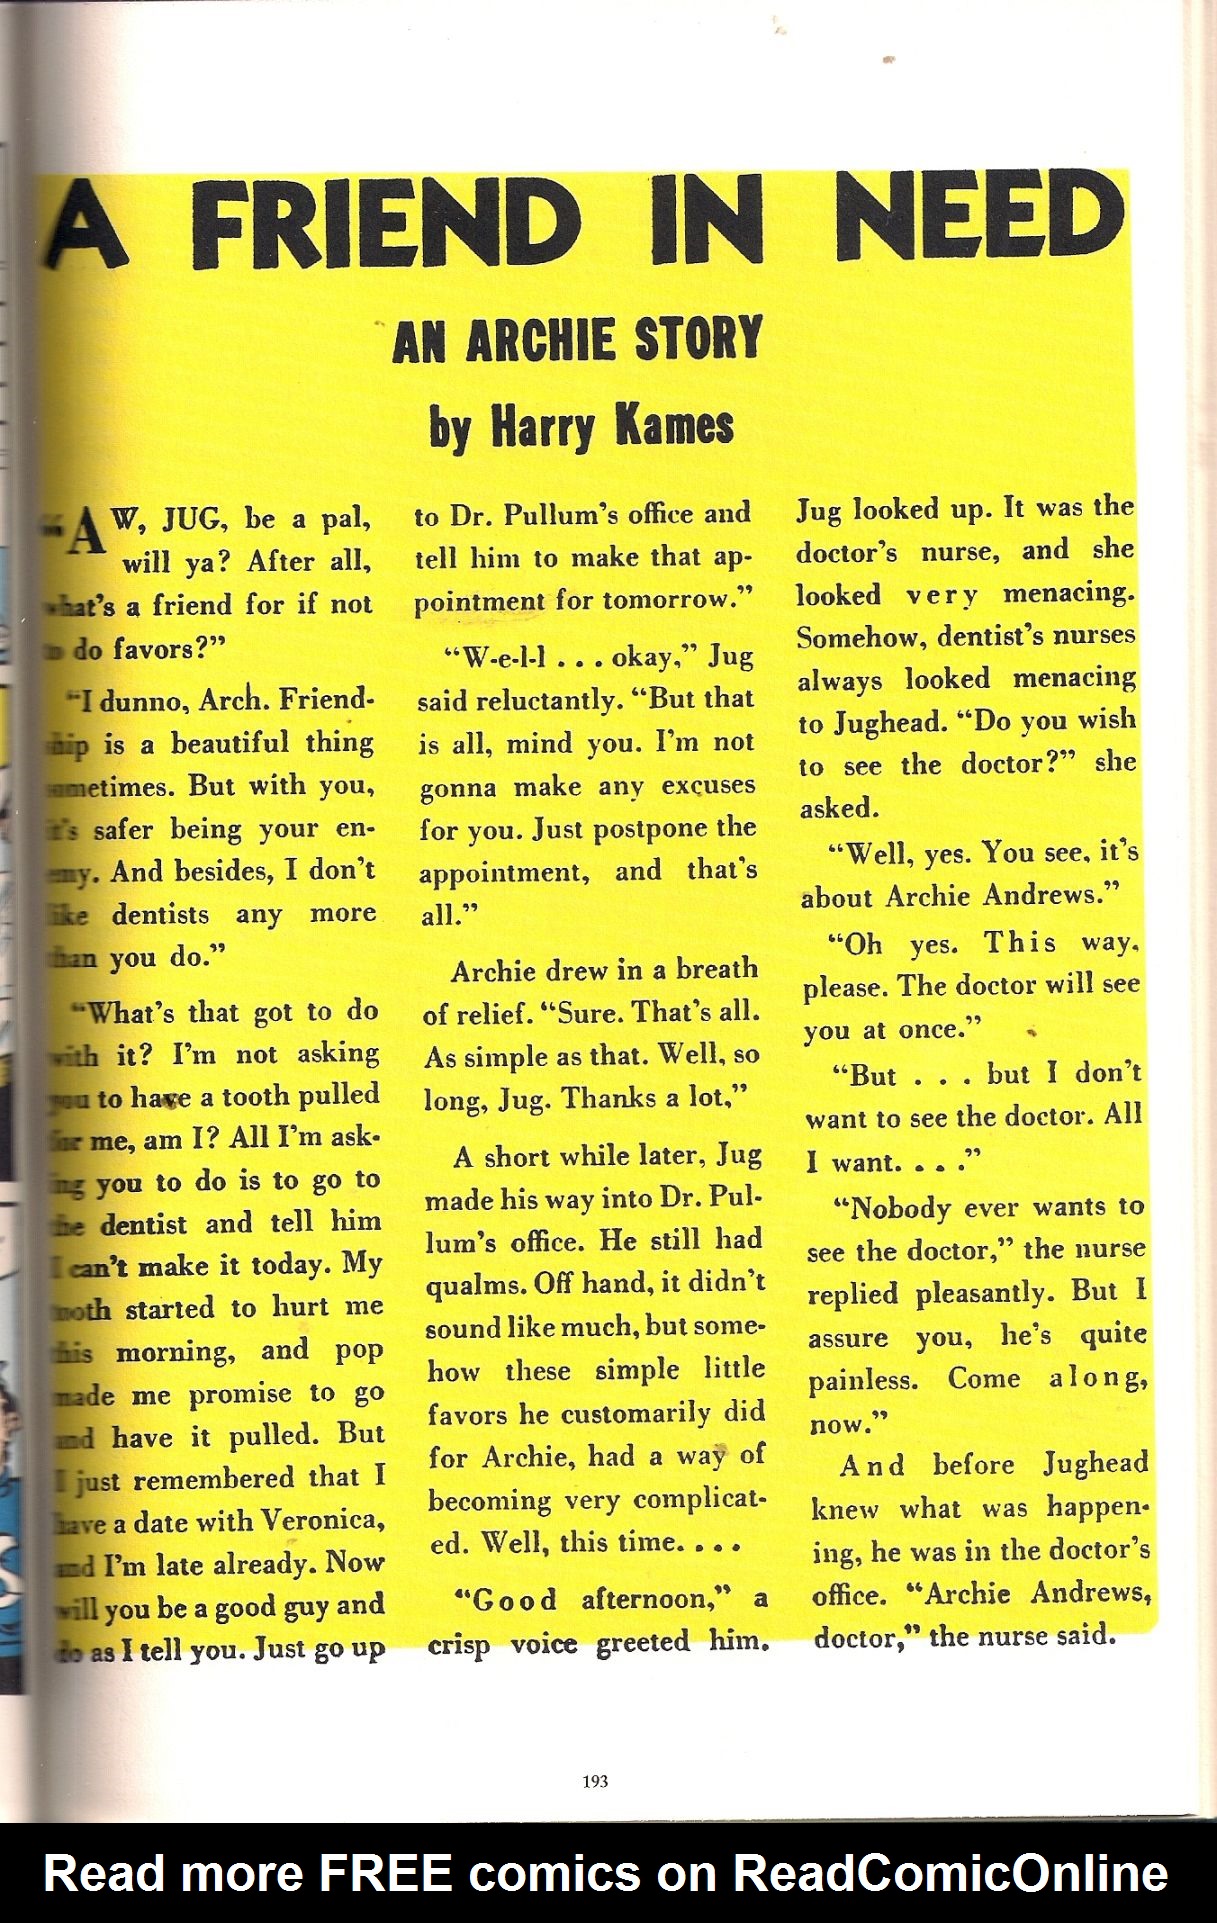 A FRIEND IN NEED
AN ARCHIE STORY
by Harry Kames
“AW, JUG, be a pal,
will ya? After all,
what's a friend for if not
to do favors?”
“I dunno, Arch. Friend-
ship is a beautiful thing
sometimes. But with you,
it's safer being your en-
emy. And besides, I don't
like dentists any more
than you do.”
“What's that got to do
with it? I'm not asking
you to have a tooth pulled
for me, am I? All I'm ask-
ing you to do is to go to
the dentist and tell him
I can't make it today. My
tooth started to hurt me
this morning, and pop
made me promise to go
and have it pulled. But
I just remembered that I
have a date with Veronica,
and I'm late already. Now
will you be a good guy and
do as I tell you. Just go up
to Dr. Pullum's office and
tell him to make that ap-
pointment for tomorrow.”
“W-e-l-l . . . okay,” Jug
said reluctantly. “But that
is all, mind you. I'm not
gonna make any excuses
for you. Just postpone the
appointment, and that's
all.”
Archie drew in a breath
of relief. “Sure. That's all.
As simple as that. Well, so
long, Jug. Thanks a lot,”
A short while later, Jug
made his way into Dr. Pul-
lum's office. He still had
qualms. Off hand, it didn't
sound like much, but some-
how these simple little
favors he customarily did
for Archie, had a way of
becoming very complicat-
ed. Well, this time. . . .
“Good afternoon,” a
crisp voice greeted him.
Jug looked up. It was the
doctor's nurse, and she
looked very menacing.
Somehow, dentist's nurses
always looked menacing
to Jughead. “Do you wish
to see the doctor?” she
asked.
“Well, yes. You see, it's
about Archie Andrews.”
“Oh yes. This way,
please. The doctor will see
you at once.”
“But . . . but I don't
want to see the doctor. All
I want. . . .”
“Nobody ever wants to
see the doctor,” the nurse
replied pleasantly. But I
assure you, he's quite
painless. Come along,
now.”
And before Jughead
knew what was happen-
ing, he was in the doctor's
office. “Archie Andrews,
doctor,” the nurse said.
193
Read more FREE comics on ReadComicOnline